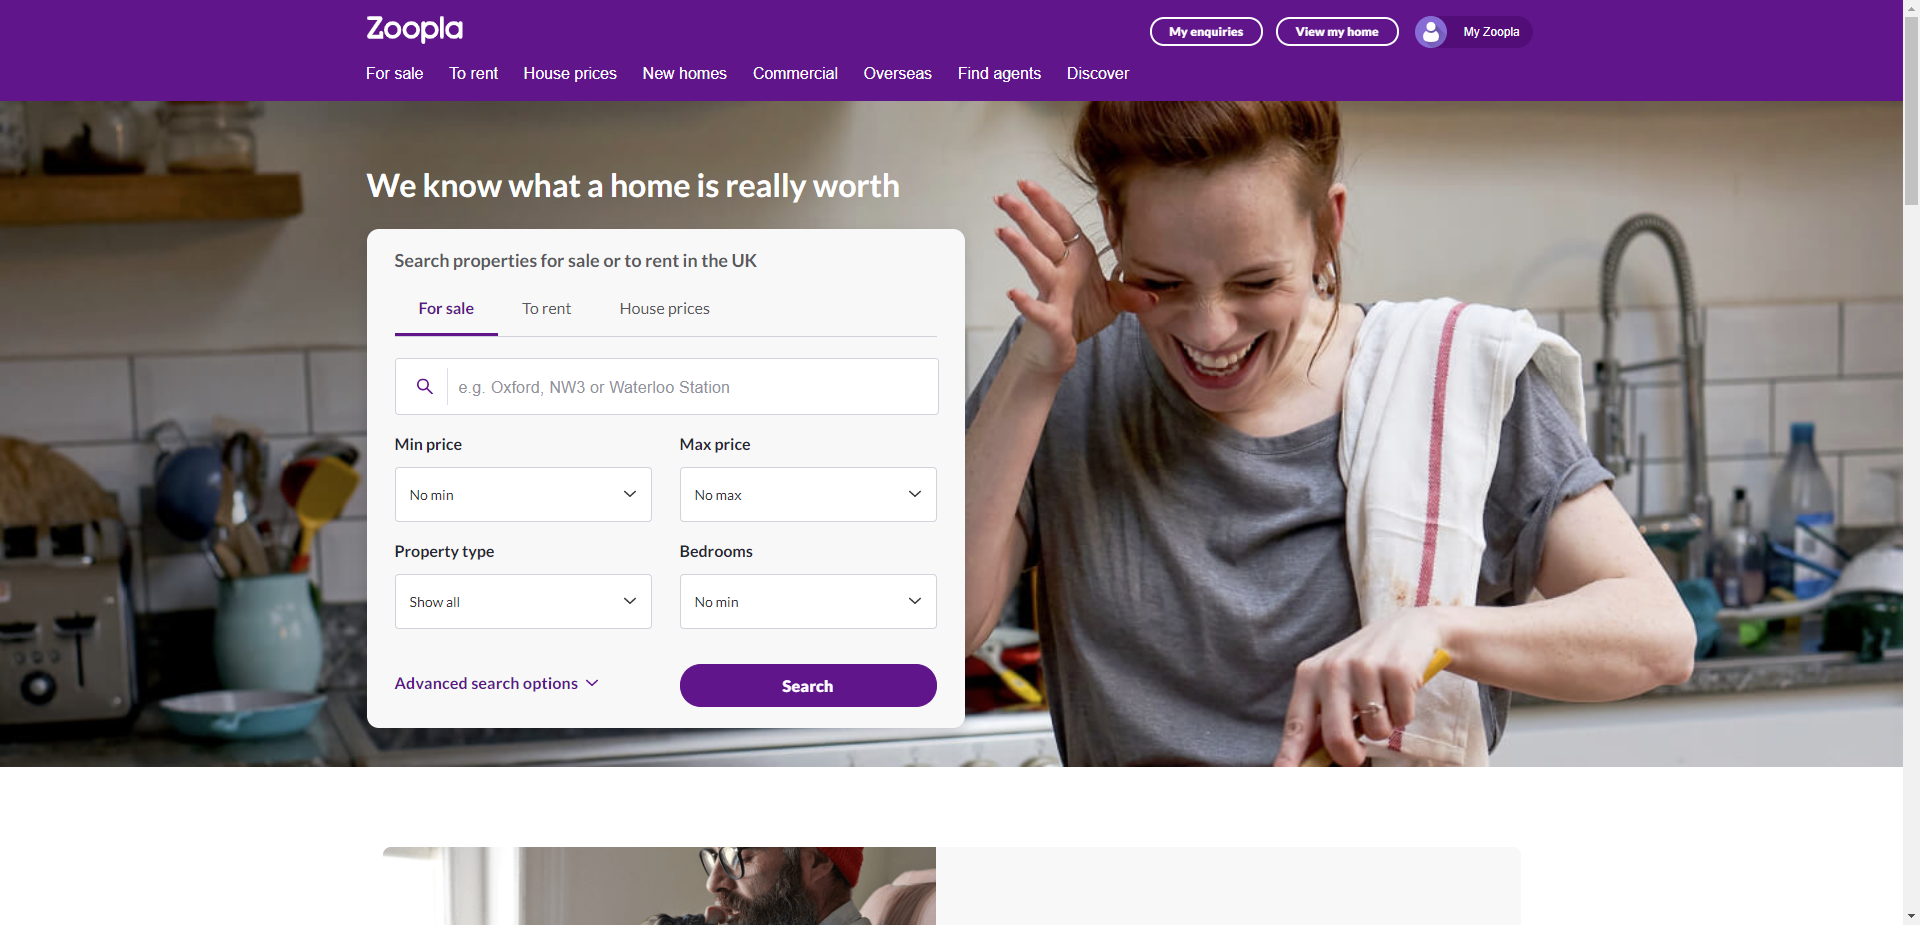 Zoopla
My enquiries
View my home
My Zoopla
For sale
To rent
House prices
New homes
Commercial
Overseas
Find agents
Discover
We know what a home is really worth
Search properties for sale or to rent in the UK
For sale
To rent
House prices
e.g. Oxford, NW3 or Waterloo Station
Min price
Max price
No min
No max
Property type
Bedrooms
Show all
No min
Advanced search options
Search